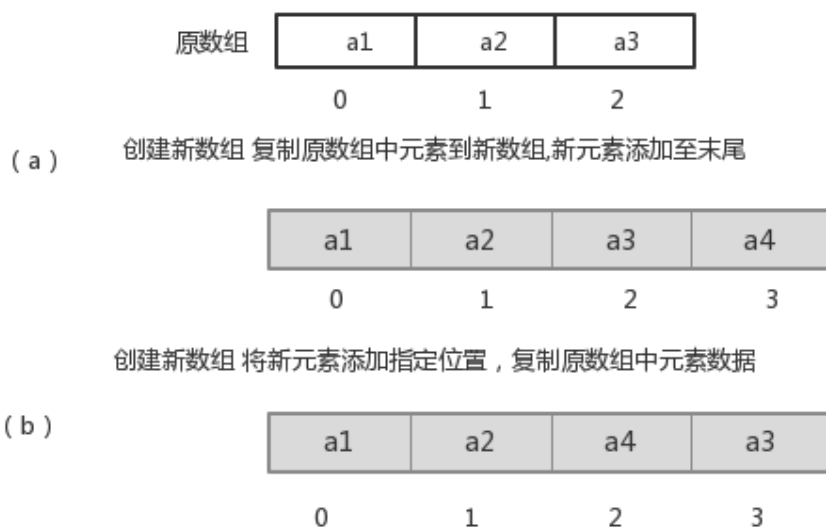 原数组 a1 a2 a3
0 1 2
创建新数组 复制原数组中元素到新数组,新元素添加至末尾
( a )
a1 a2 a3 a4
0 1 2 3
创建新数组 将新元素添加指定位置，复制原数组中元素数据
( b )
a1 a2 a4 a3
0 1 2 3